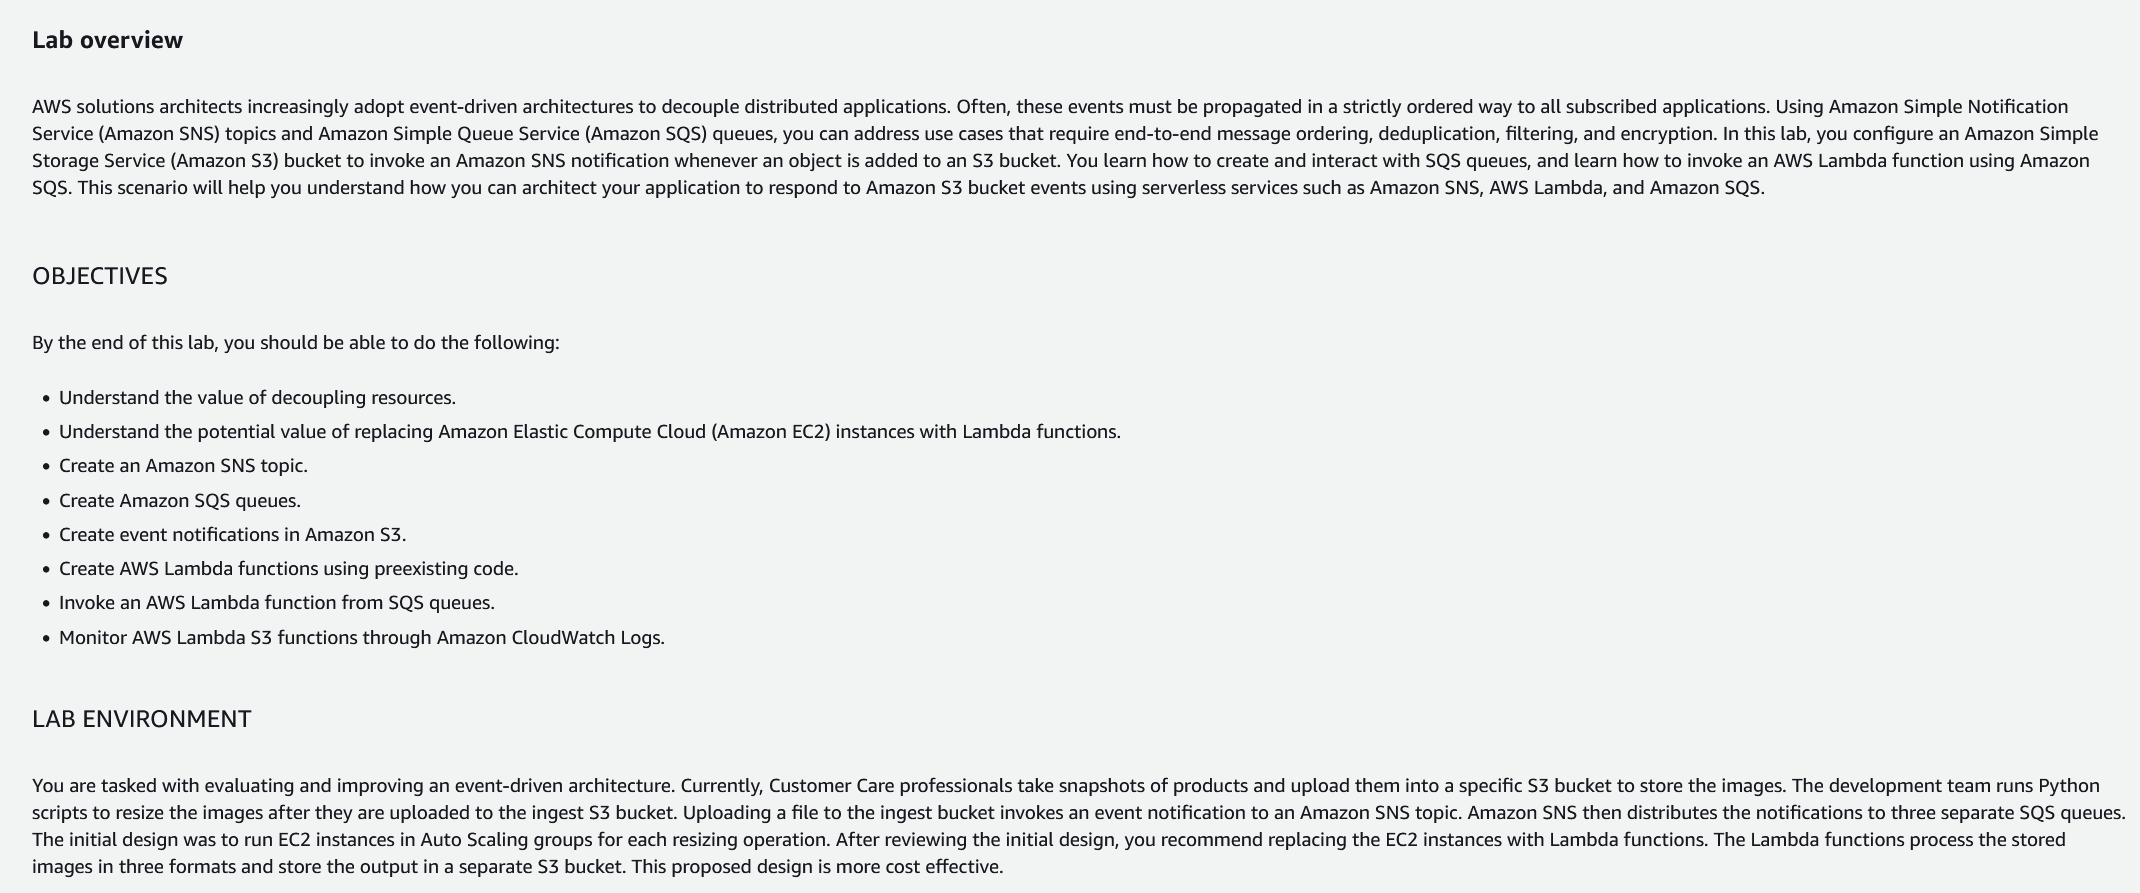 Lab overview
AWS solutions architects increasingly adopt event-driven architectures to decouple distributed applications. Often, these events must be propagated in a strictly ordered way to all subscribed applications. Using Amazon Simple Notification
Service (Amazon SNS) topics and Amazon Simple Queue Service (Amazon SQS) queues, you can address use cases that require end-to-end message ordering, deduplication, filtering, and encryption. In this lab, you configure an Amazon Simple
Storage Service (Amazon S3) bucket to invoke an Amazon SNS notification whenever an object is added to an S3 bucket. You learn how to create and interact with SQS queues, and learn how to invoke an AWS Lambda function using Amazon
SQS. This scenario will help you understand how you can architect your application to respond to Amazon S3 bucket events using serverless services such as Amazon SNS, AWS Lambda, and Amazon SQS.
OBJECTIVES
By the end of this lab, you should be able to do the following:
• Understand the value of decoupling resources.
• Understand the potential value of replacing Amazon Elastic Compute Cloud (Amazon EC2) instances with Lambda functions.
• Create an Amazon SNS topic.
• Create Amazon SQS queues.
• Create event notifications in Amazon S3.
• Create AWS Lambda functions using preexisting code.
• Invoke an AWS Lambda function from SQS queues.
• Monitor AWS Lambda S3 functions through Amazon CloudWatch Logs.
LAB ENVIRONMENT
You are tasked with evaluating and improving an event-driven architecture. Currently, Customer Care professionals take snapshots of products and upload them into a specific S3 bucket to store the images. The development team runs Python
scripts to resize the images after they are uploaded to the ingest S3 bucket. Uploading a file to the ingest bucket invokes an event notification to an Amazon SNS topic. Amazon SNS then distributes the notifications to three separate SQS queues.
The initial design was to run EC2 instances in Auto Scaling groups for each resizing operation. After reviewing the initial design, you recommend replacing the EC2 instances with Lambda functions. The Lambda functions process the stored
images in three formats and store the output in a separate S3 bucket. This proposed design is more cost effective.